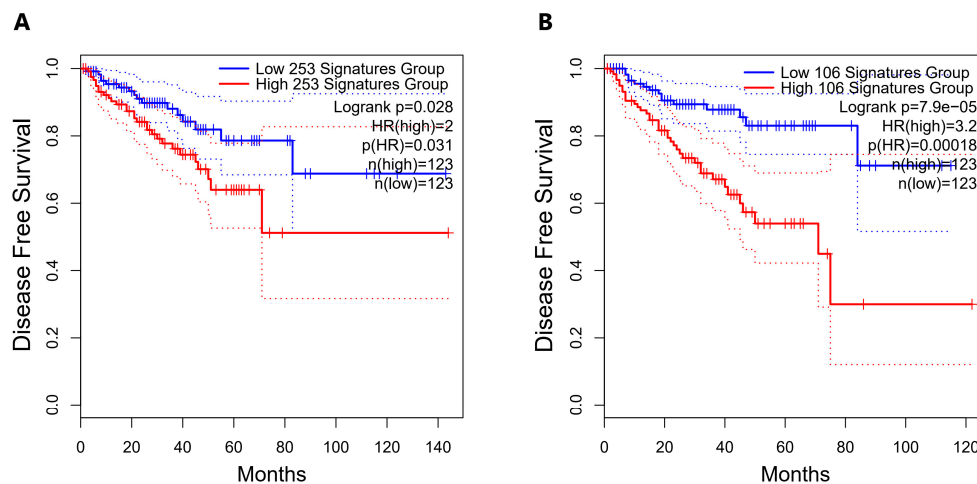 A
Disease Free Survival
1.0
0.8
0.6
0.4
0.2
0.0
Low 253 Signatures Group
High 253 Signatures Group
Logrank p=0.028
HR(high)=2
p(HR)=0.031
n(high)=123
n(low)=123
0 20 40 60 80 100 120 140
Months
B
Disease Free Survival
1.0
0.8
0.6
0.4
0.2
0.0
Low 106 Signatures Group
High 106 Signatures Group
Logrank p=7.9e−05
HR(high)=3.2
p(HR)=0.00018
n(high)=123
n(low)=123
0 20 40 60 80 100 120
Months